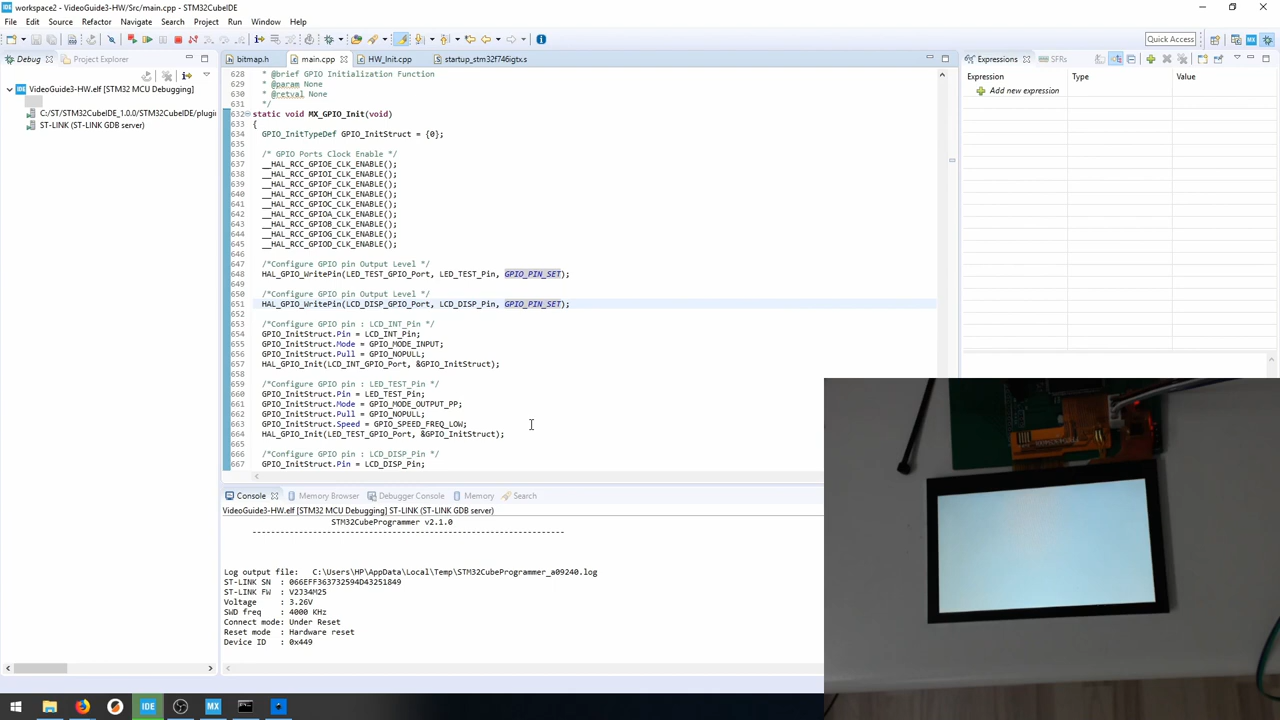 workspace2 - VideoGuide3-HW/Src/main.cpp - STM32CubeIDE
File Edit Source Refactor Navigate Search Project Run Window Help
Quick Access
Debug Project Explorer
VideoGuide3-HW.elf [STM32 MCU Debugging]
C:/ST/STM32CubeIDE_1.0.0/STM32CubeIDE/plugin
ST-LINK (ST-LINK GDB server)
bitmap.h main.cpp HW_Init.cpp startup_stm32f746igtx.s
628 * @brief GPIO Initialization Function
629 * @param None
630 * @retval None
631 */
632 static void MX_GPIO_Init(void)
633 {
634 GPIO_InitTypeDef GPIO_InitStruct = {0};
635
636 /* GPIO Ports Clock Enable */
637 __HAL_RCC_GPIOE_CLK_ENABLE();
638 __HAL_RCC_GPIOI_CLK_ENABLE();
639 __HAL_RCC_GPIOF_CLK_ENABLE();
640 __HAL_RCC_GPIOH_CLK_ENABLE();
641 __HAL_RCC_GPIOC_CLK_ENABLE();
642 __HAL_RCC_GPIOA_CLK_ENABLE();
643 __HAL_RCC_GPIOB_CLK_ENABLE();
644 __HAL_RCC_GPIOG_CLK_ENABLE();
645 __HAL_RCC_GPIOD_CLK_ENABLE();
646
647 /*Configure GPIO pin Output Level */
648 HAL_GPIO_WritePin(LED_TEST_GPIO_Port, LED_TEST_Pin, GPIO_PIN_SET);
649
650 /*Configure GPIO pin Output Level */
651 HAL_GPIO_WritePin(LCD_DISP_GPIO_Port, LCD_DISP_Pin, GPIO_PIN_SET);
652
653 /*Configure GPIO pin : LCD_INT_Pin */
654 GPIO_InitStruct.Pin = LCD_INT_Pin;
655 GPIO_InitStruct.Mode = GPIO_MODE_INPUT;
656 GPIO_InitStruct.Pull = GPIO_NOPULL;
657 HAL_GPIO_Init(LCD_INT_GPIO_Port, &GPIO_InitStruct);
658
659 /*Configure GPIO pin : LED_TEST_Pin */
660 GPIO_InitStruct.Pin = LED_TEST_Pin;
661 GPIO_InitStruct.Mode = GPIO_MODE_OUTPUT_PP;
662 GPIO_InitStruct.Pull = GPIO_NOPULL;
663 GPIO_InitStruct.Speed = GPIO_SPEED_FREQ_LOW;
664 HAL_GPIO_Init(LED_TEST_GPIO_Port, &GPIO_InitStruct);
665
666 /*Configure GPIO pin : LCD_DISP_Pin */
667 GPIO_InitStruct.Pin = LCD_DISP_Pin;
Expressions SFRs
Expression Type Value
Add new expression
Console Memory Browser Debugger Console Memory Search
VideoGuide3-HW.elf [STM32 MCU Debugging] ST-LINK (ST-LINK GDB server)
STM32CubeProgrammer v2.1.0
-------------------------------------------------------------------
Log output file: C:\Users\HP\AppData\Local\Temp\STM32CubeProgrammer_a09240.log
ST-LINK SN : 066EFF363732594D43251849
ST-LINK FW : V2J34M25
Voltage : 3.26V
SWD freq : 4000 KHz
Connect mode: Under Reset
Reset mode : Hardware reset
Device ID : 0x449
IDE MX